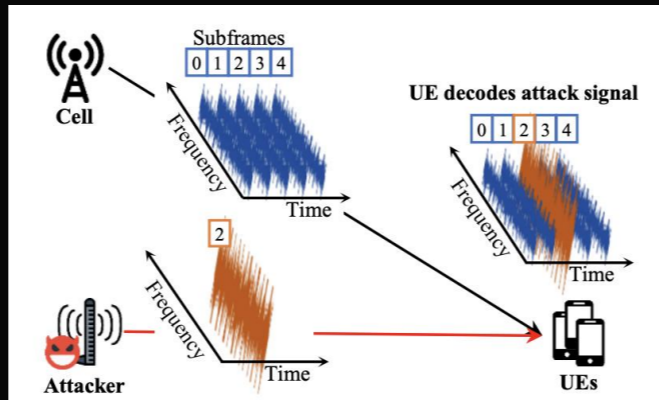 Subframes
0 1 2 3 4
Cell
Frequency
Time
UE decodes attack signal
0 1 2 3 4
Frequency
Time
2
Frequency
Time
Attacker
UEs